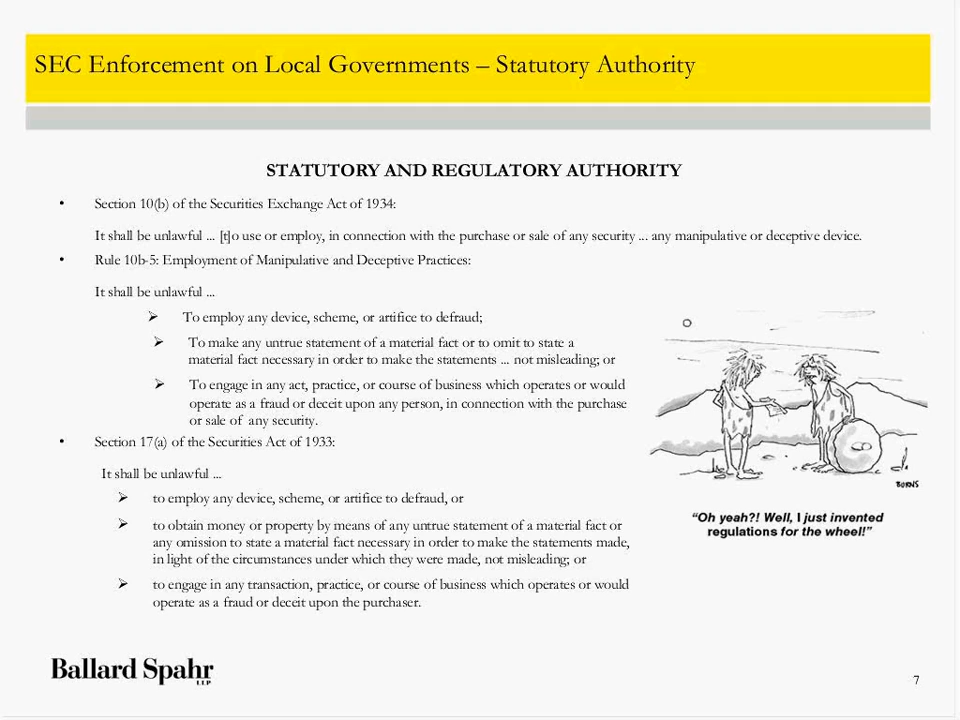 SEC Enforcement on Local Governments – Statutory Authority
STATUTORY AND REGULATORY AUTHORITY
• Section 10(b) of the Securities Exchange Act of 1934:
It shall be unlawful ... [t]o use or employ, in connection with the purchase or sale of any security ... any manipulative or deceptive device.
• Rule 10b-5: Employment of Manipulative and Deceptive Practices:
It shall be unlawful ...
➢ To employ any device, scheme, or artifice to defraud;
➢ To make any untrue statement of a material fact or to omit to state a
material fact necessary in order to make the statements ... not misleading; or
➢ To engage in any act, practice, or course of business which operates or would
operate as a fraud or deceit upon any person, in connection with the purchase
or sale of any security.
• Section 17(a) of the Securities Act of 1933:
It shall be unlawful ...
➢ to employ any device, scheme, or artifice to defraud, or
➢ to obtain money or property by means of any untrue statement of a material fact or
any omission to state a material fact necessary in order to make the statements made,
in light of the circumstances under which they were made, not misleading; or
➢ to engage in any transaction, practice, or course of business which operates or would
operate as a fraud or deceit upon the purchaser.
BURNS
“Oh yeah?! Well, I just invented
regulations for the wheel!”
Ballard Spahr
LLP
7